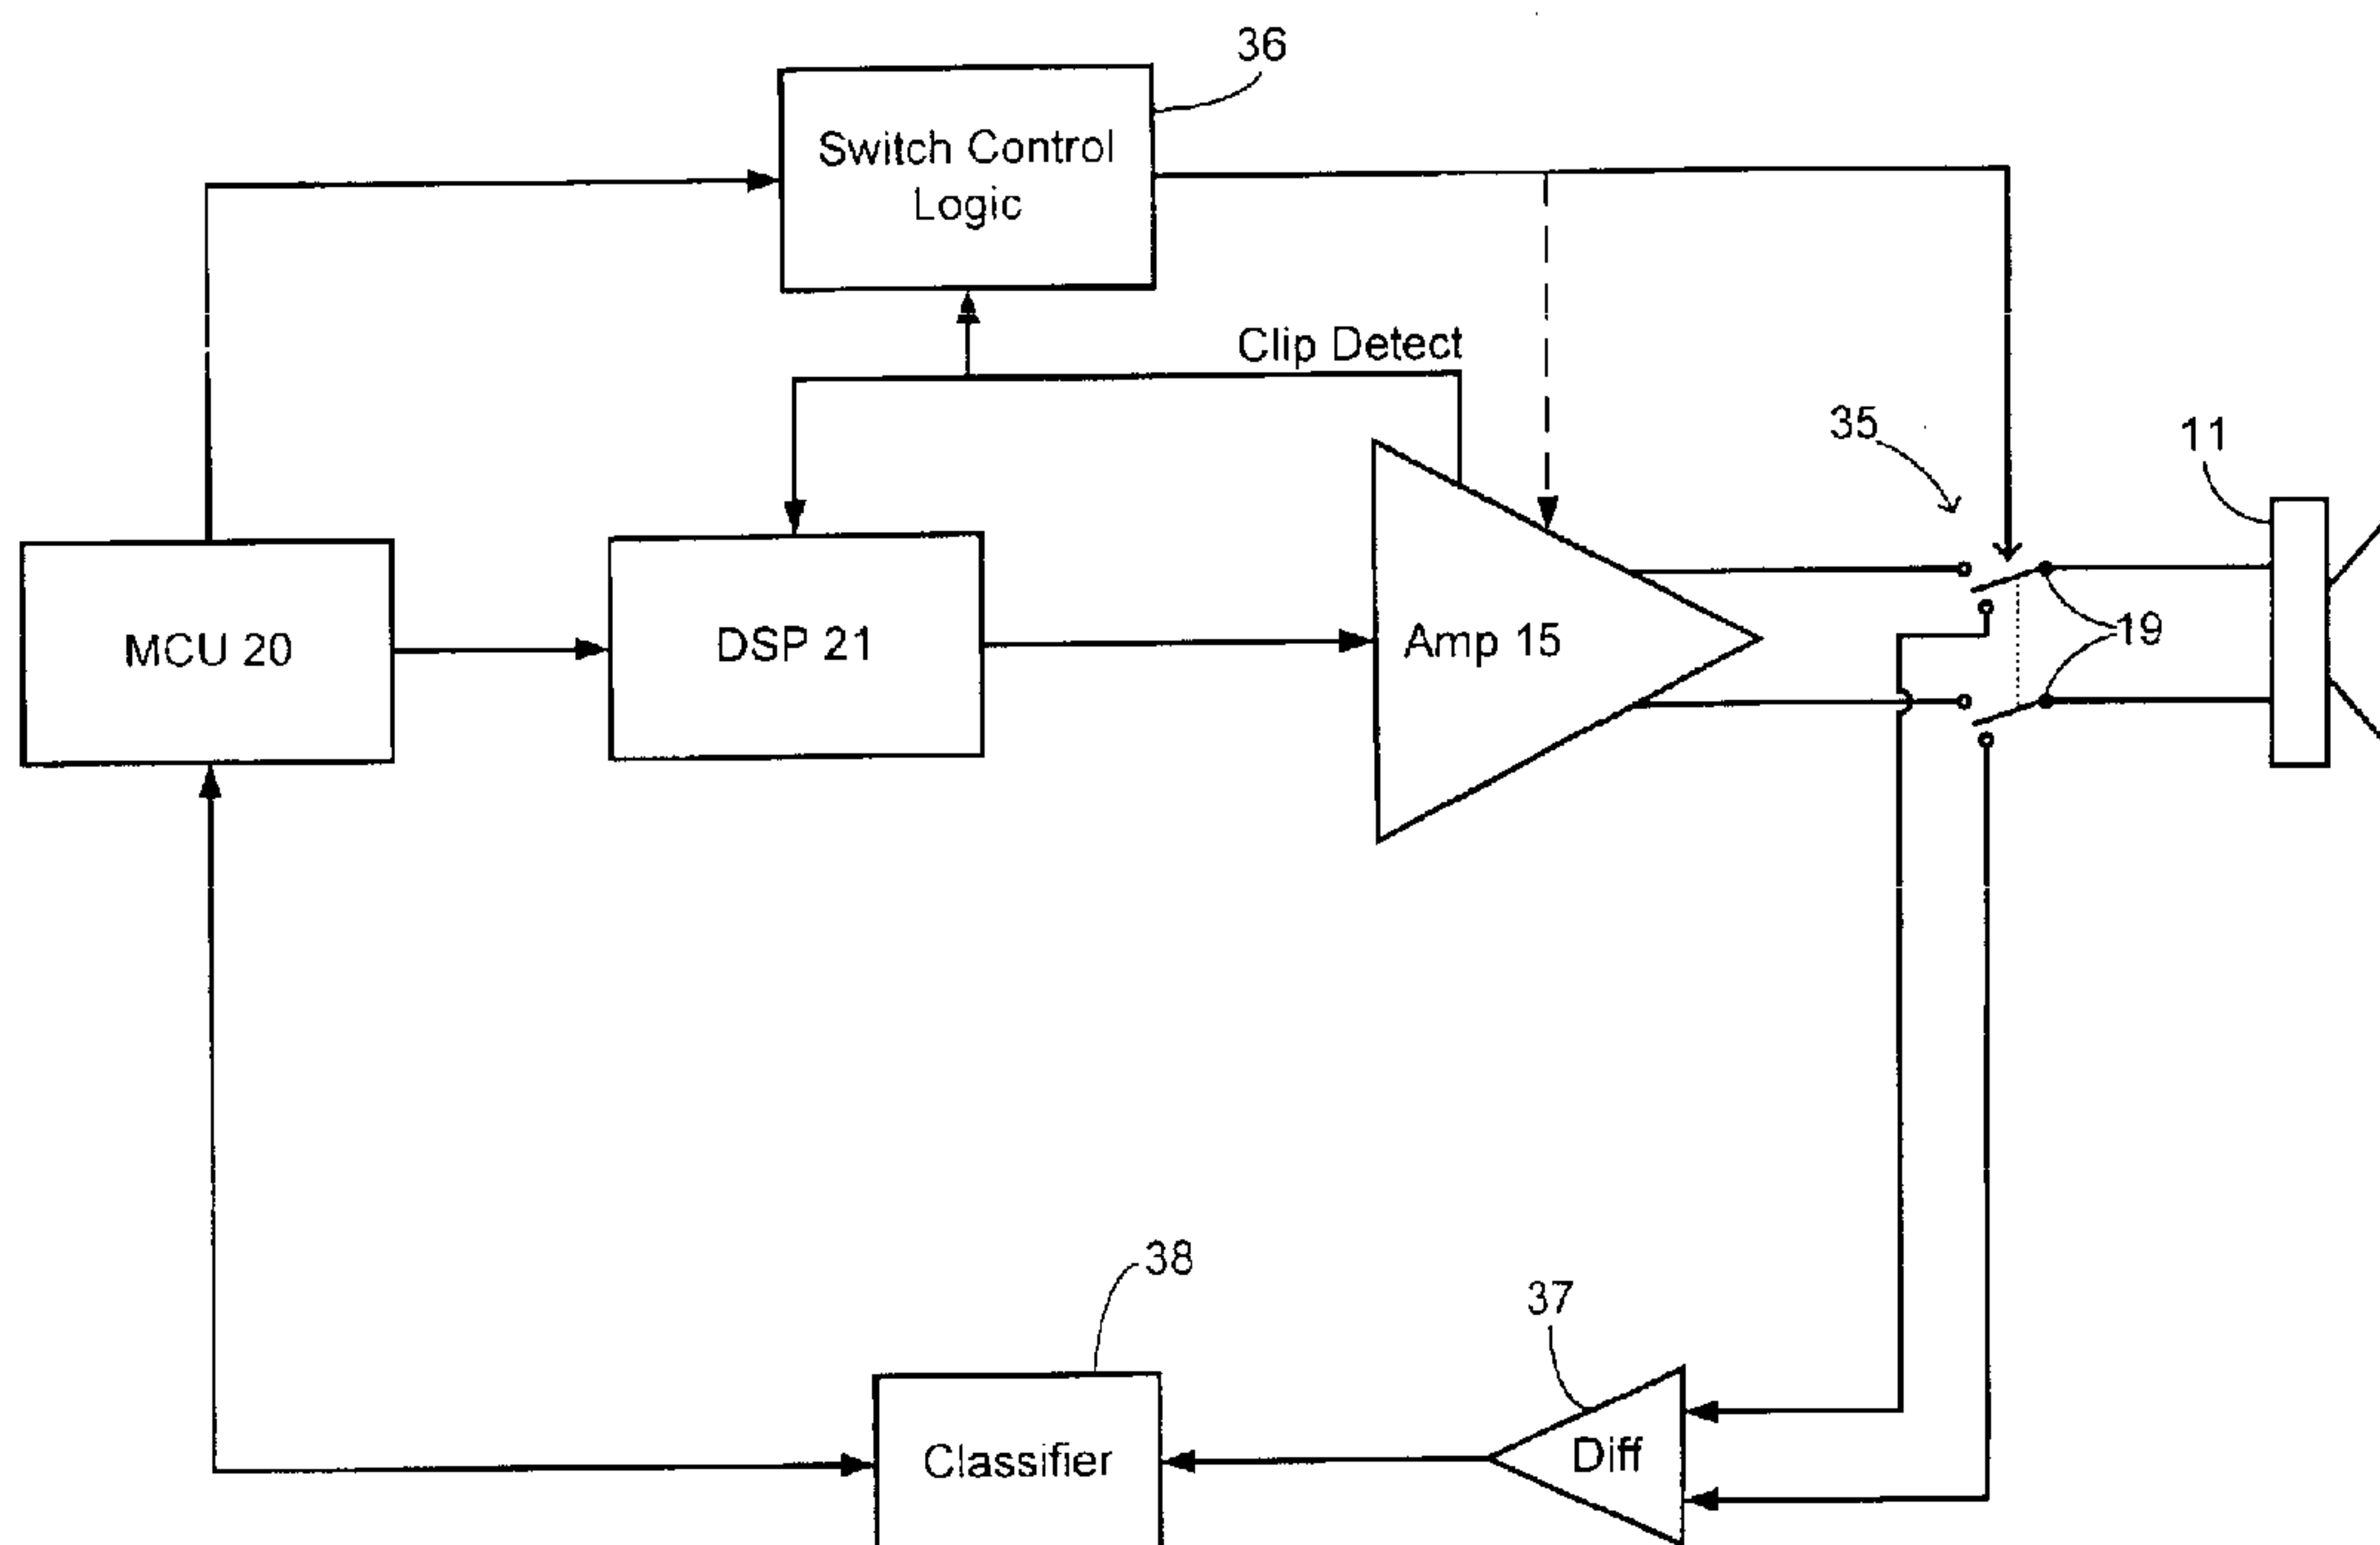 36
Switch Control
Logic
Clip Detect
35
11
MCU 20
DSP 21
Amp 15
19
38
37
Classifier
Diff